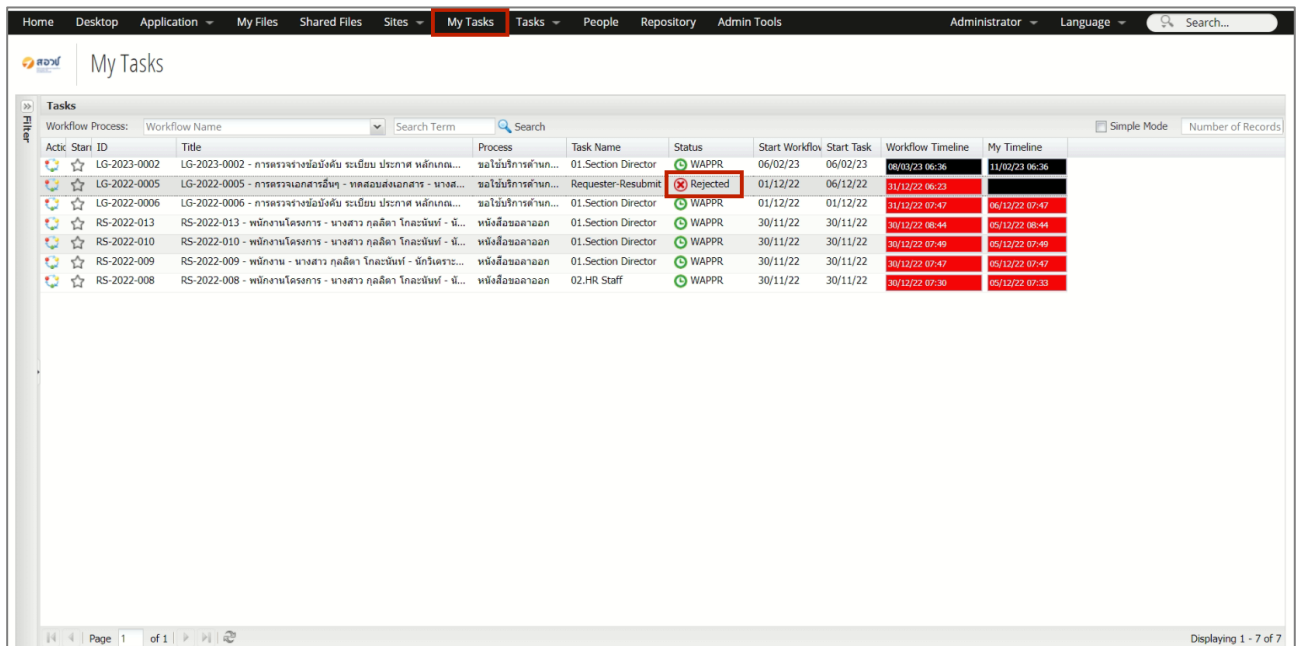 Home Desktop Application My Files Shared Files Sites My Tasks Tasks People Repository Admin Tools Administrator Language Search...
สอวช My Tasks
Filter
Tasks
Workflow Process: Workflow Name Search Term Search Simple Mode Number of Records
Actic Starr ID Title Process Task Name Status Start Workflov Start Task Workflow Timeline My Timeline
LG-2023-0002 LG-2023-0002 - การตรวจร่างข้อบังคับ ระเบียบ ประกาศ หลักเกณ... ขอใช้บริการด้านก... 01.Section Director WAPPR 06/02/23 06/02/23 08/03/23 06:36 11/02/23 06:36
LG-2022-0005 LG-2022-0005 - การตรวจเอกสารอื่นๆ - ทดสอบส่งเอกสาร - นางส... ขอใช้บริการด้านก... Requester-Resubmit Rejected 01/12/22 06/12/22 31/12/22 06:23
LG-2022-0006 LG-2022-0006 - การตรวจร่างข้อบังคับ ระเบียบ ประกาศ หลักเกณ... ขอใช้บริการด้านก... 01.Section Director WAPPR 01/12/22 01/12/22 31/12/22 07:47 06/12/22 07:47
RS-2022-013 RS-2022-013 - พนักงานโครงการ - นางสาว กุลลิตา โกละนันท์ - นั... หนังสือขอลาออก 01.Section Director WAPPR 30/11/22 30/11/22 30/12/22 08:44 05/12/22 08:44
RS-2022-010 RS-2022-010 - พนักงานโครงการ - นางสาว กุลลิตา โกละนันท์ - นั... หนังสือขอลาออก 01.Section Director WAPPR 30/11/22 30/11/22 30/12/22 07:49 05/12/22 07:49
RS-2022-009 RS-2022-009 - พนักงาน - นางสาว กุลลิตา โกละนันท์ - นักวิเคราะ... หนังสือขอลาออก 01.Section Director WAPPR 30/11/22 30/11/22 30/12/22 07:47 05/12/22 07:47
RS-2022-008 RS-2022-008 - พนักงานโครงการ - นางสาว กุลลิตา โกละนันท์ - นั... หนังสือขอลาออก 02.HR Staff WAPPR 30/11/22 30/11/22 30/12/22 07:30 05/12/22 07:33
Page 1 of 1 Displaying 1 - 7 of 7